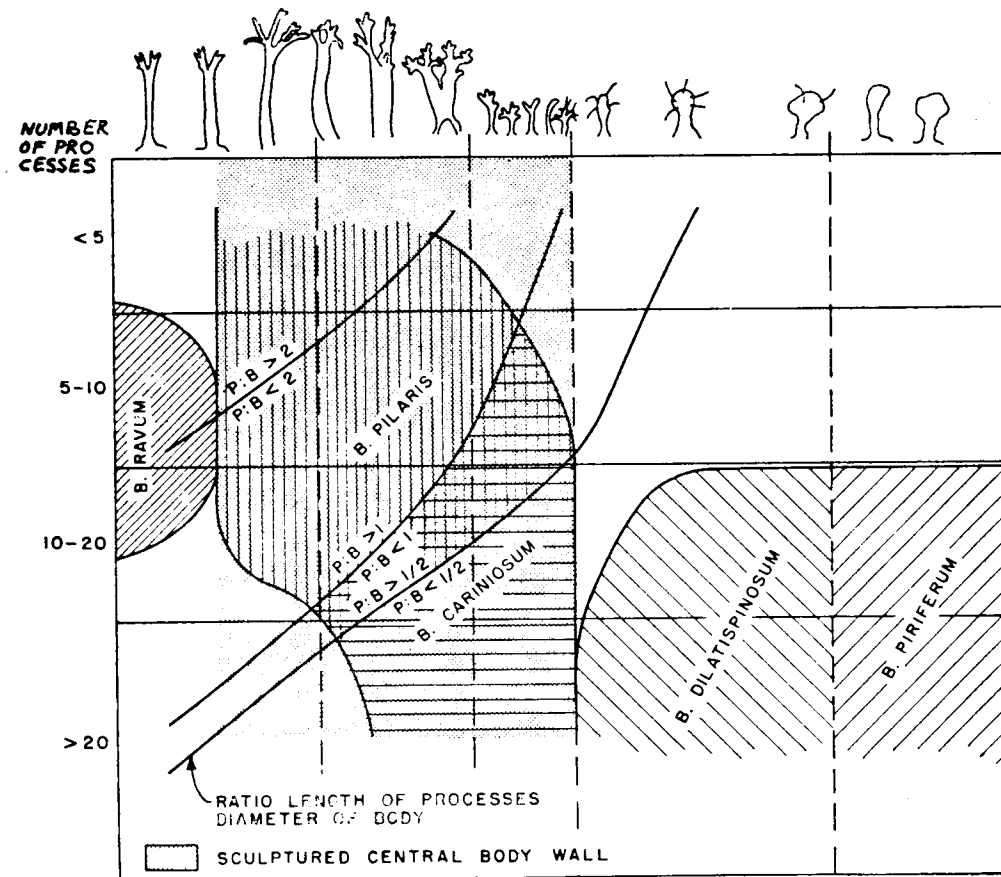 NUMBER
OF PRO
CESSES
< 5
5-10
10-20
> 20
B. RAVUM
P:B > 2
P:B < 2
B. PILARIS
P:B > 1
P:B < 1
P:B > 1/2
P:B < 1/2
B. CARINIOSUM
B. DILATISPINOSUM
B. PIRIFERUM
RATIO LENGTH OF PROCESSES
DIAMETER OF BODY
SCULPTURED CENTRAL BODY WALL